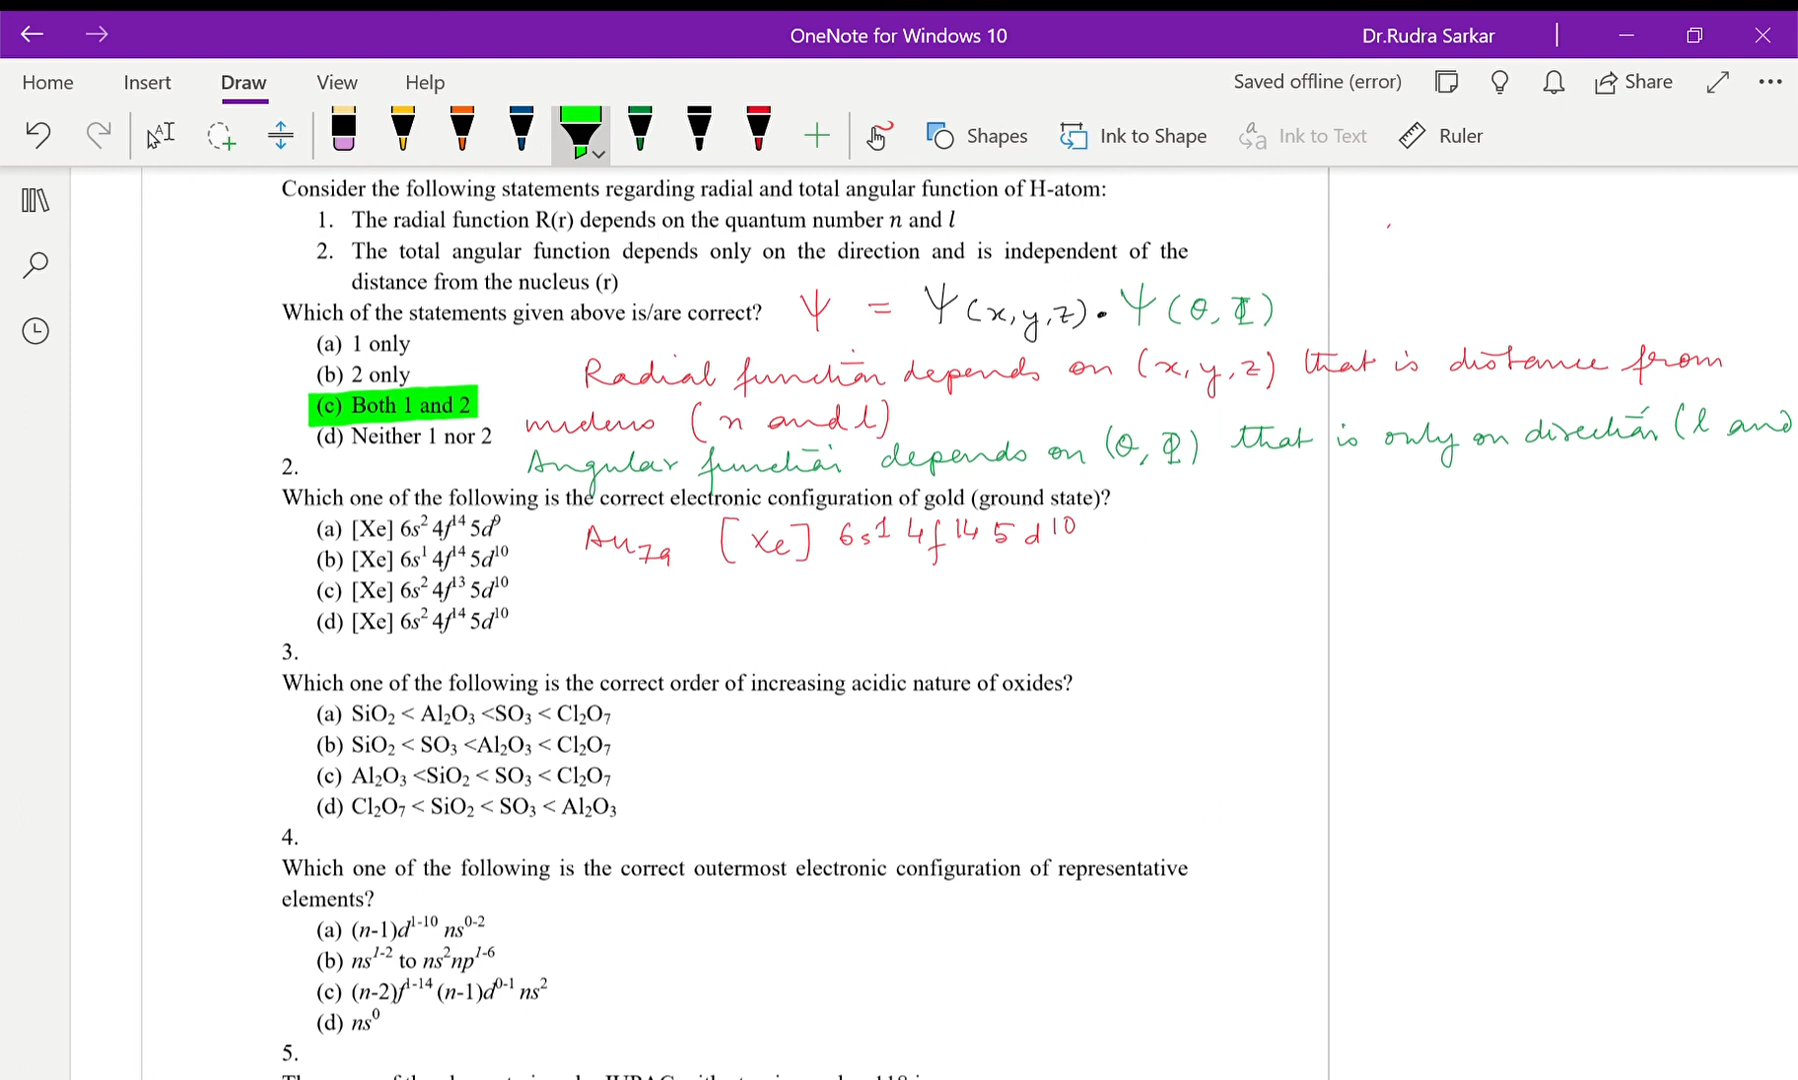 OneNote for Windows 10
Dr.Rudra Sarkar
Home Insert Draw View Help
Saved offline (error) Share
Shapes Ink to Shape Ink to Text Ruler
Consider the following statements regarding radial and total angular function of H-atom:
1. The radial function R(r) depends on the quantum number n and l
2. The total angular function depends only on the direction and is independent of the
distance from the nucleus (r)
Which of the statements given above is/are correct? Ψ = Ψ(x,y,z) • Ψ(θ,Φ)
(a) 1 only
(b) 2 only
Radial function depends on (x,y,z) that is distance from
(c) Both 1 and 2
nucleus (n and l)
(d) Neither 1 nor 2
Angular function depends on (θ,Φ) that is only on direction (l and
2.
Which one of the following is the correct electronic configuration of gold (ground state)?
(a) [Xe] 6s² 4f¹⁴ 5d⁹
Au₇₉ [Xe] 6s1 4f14 5d10
(b) [Xe] 6s¹ 4f¹⁴ 5d¹⁰
(c) [Xe] 6s² 4f¹³ 5d¹⁰
(d) [Xe] 6s² 4f¹⁴ 5d¹⁰
3.
Which one of the following is the correct order of increasing acidic nature of oxides?
(a) SiO₂ < Al₂O₃ <SO₃ < Cl₂O₇
(b) SiO₂ < SO₃ <Al₂O₃ < Cl₂O₇
(c) Al₂O₃ <SiO₂ < SO₃ < Cl₂O₇
(d) Cl₂O₇ < SiO₂ < SO₃ < Al₂O₃
4.
Which one of the following is the correct outermost electronic configuration of representative
elements?
(a) (n-1)d¹⁻¹⁰ ns⁰⁻²
(b) ns¹⁻² to ns²np¹⁻⁶
(c) (n-2)f¹⁻¹⁴ (n-1)d⁰⁻¹ ns²
(d) ns⁰
5.